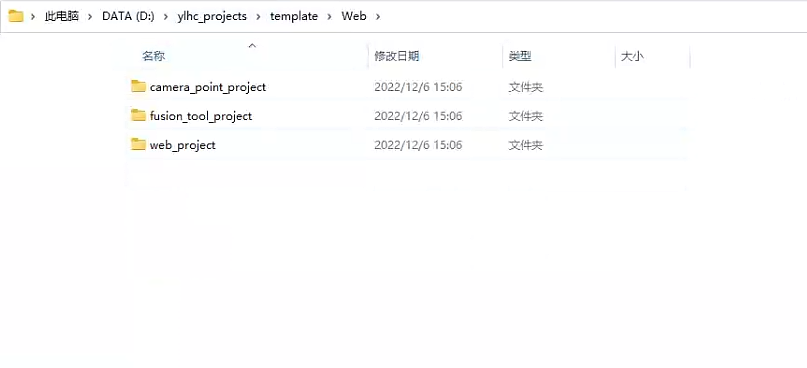 此电脑 › DATA (D:) › ylhc_projects › template › Web ›
名称 修改日期 类型 大小
camera_point_project 2022/12/6 15:06 文件夹
fusion_tool_project 2022/12/6 15:06 文件夹
web_project 2022/12/6 15:06 文件夹